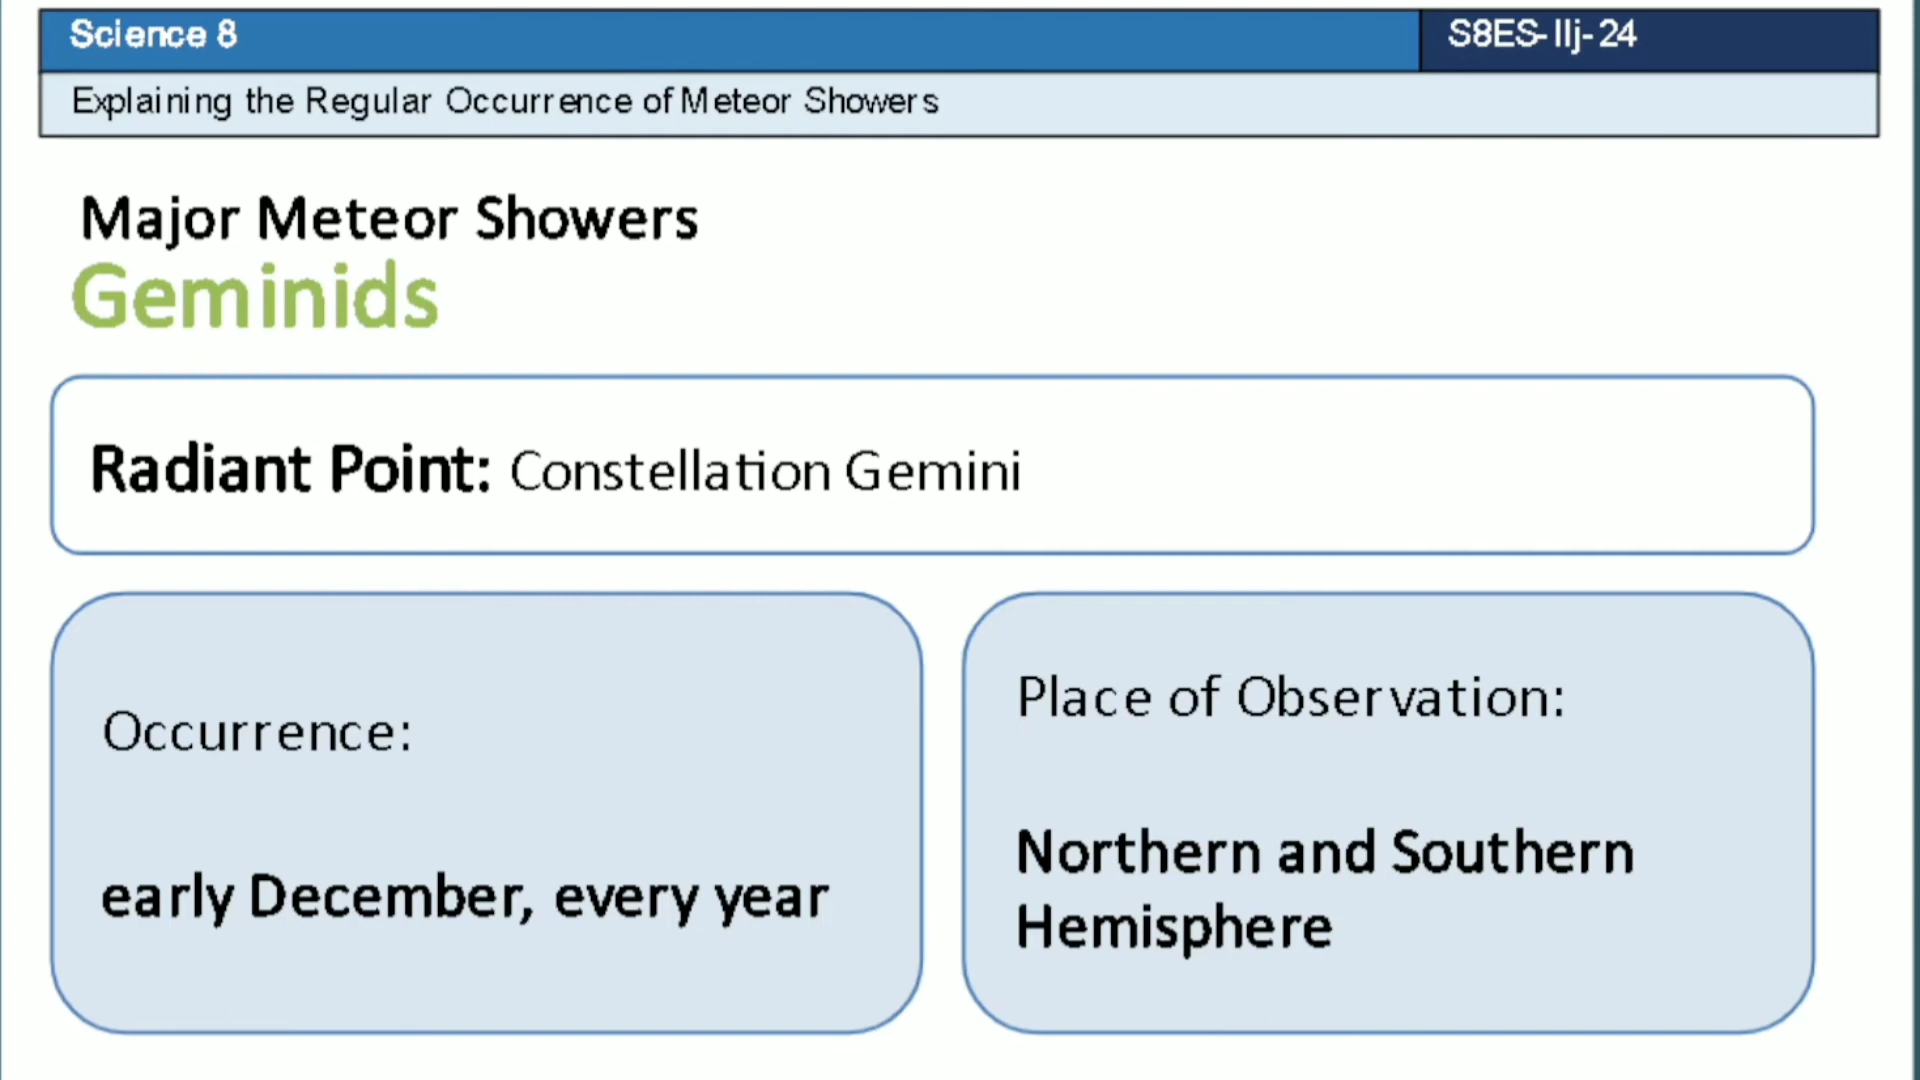 Science 8
S8ES-IIj-24
Explaining the Regular Occurrence of Meteor Showers
Major Meteor Showers
Geminids
Radiant Point: Constellation Gemini
Occurrence:
early December, every year
Place of Observation:
Northern and Southern
Hemisphere